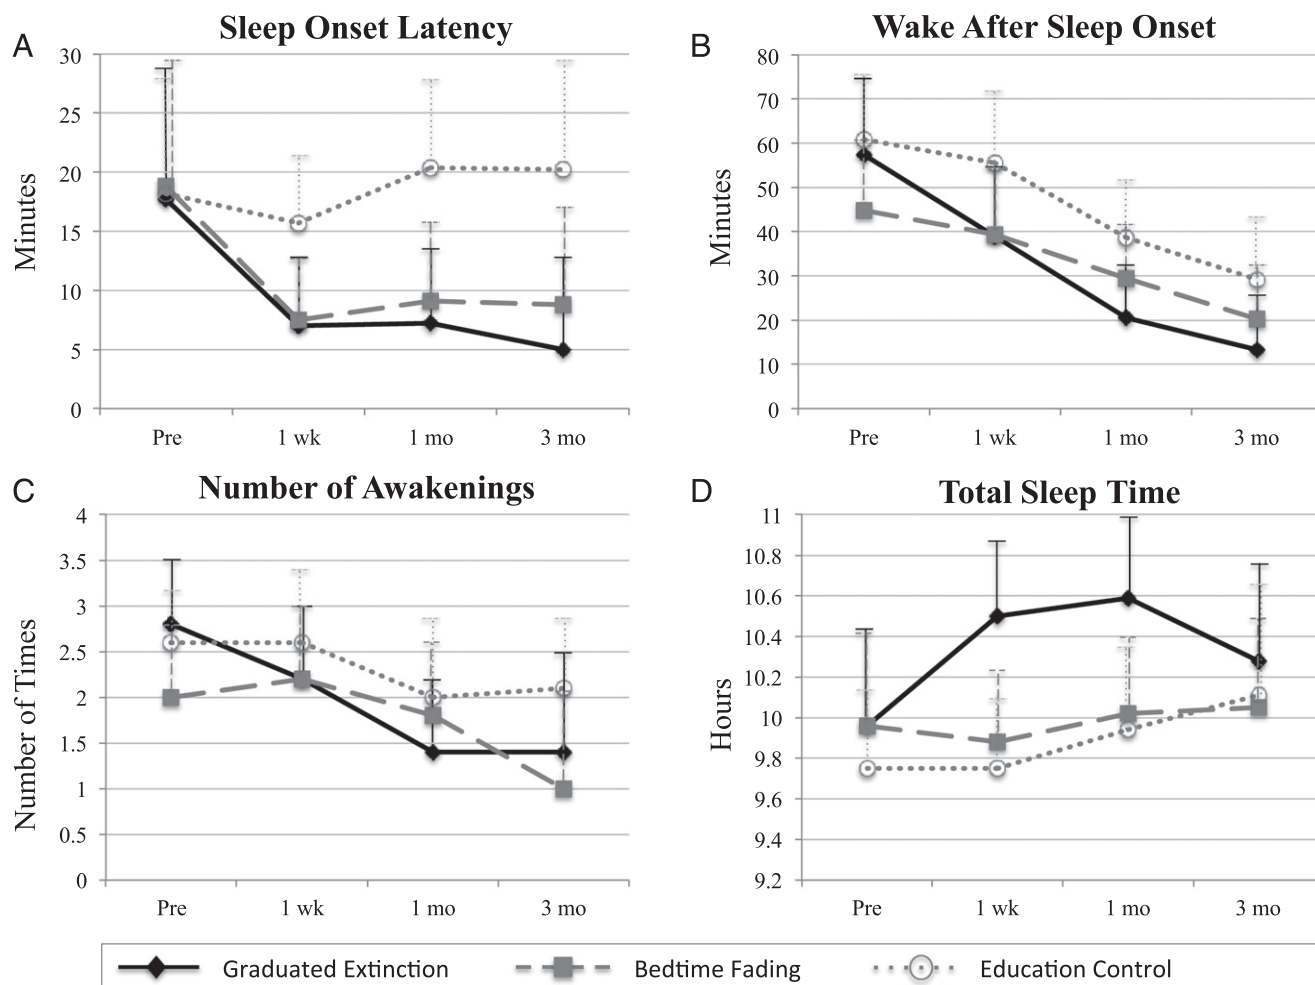 A
Sleep Onset Latency
30
25
20
15
10
5
0
Minutes
Pre 1 wk 1 mo 3 mo
B
Wake After Sleep Onset
80
70
60
50
40
30
20
10
0
Minutes
Pre 1 wk 1 mo 3 mo
C
Number of Awakenings
4
3.5
3
2.5
2
1.5
1
0.5
0
Number of Times
Pre 1 wk 1 mo 3 mo
D
Total Sleep Time
11
10.8
10.6
10.4
10.2
10
9.8
9.6
9.4
9.2
Hours
Pre 1 wk 1 mo 3 mo
Graduated Extinction Bedtime Fading Education Control